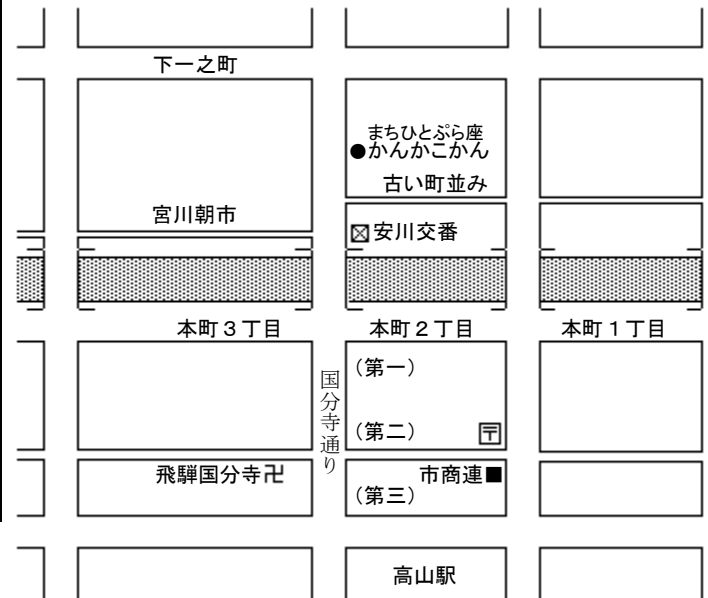 下一之町
まちひとぷら座
●かんかこかん
古い町並み
宮川朝市
安川交番
本町３丁目
本町２丁目
本町１丁目
国分寺通り
（第一）
（第二）
〒
飛騨国分寺卍
市商連■
（第三）
高山駅